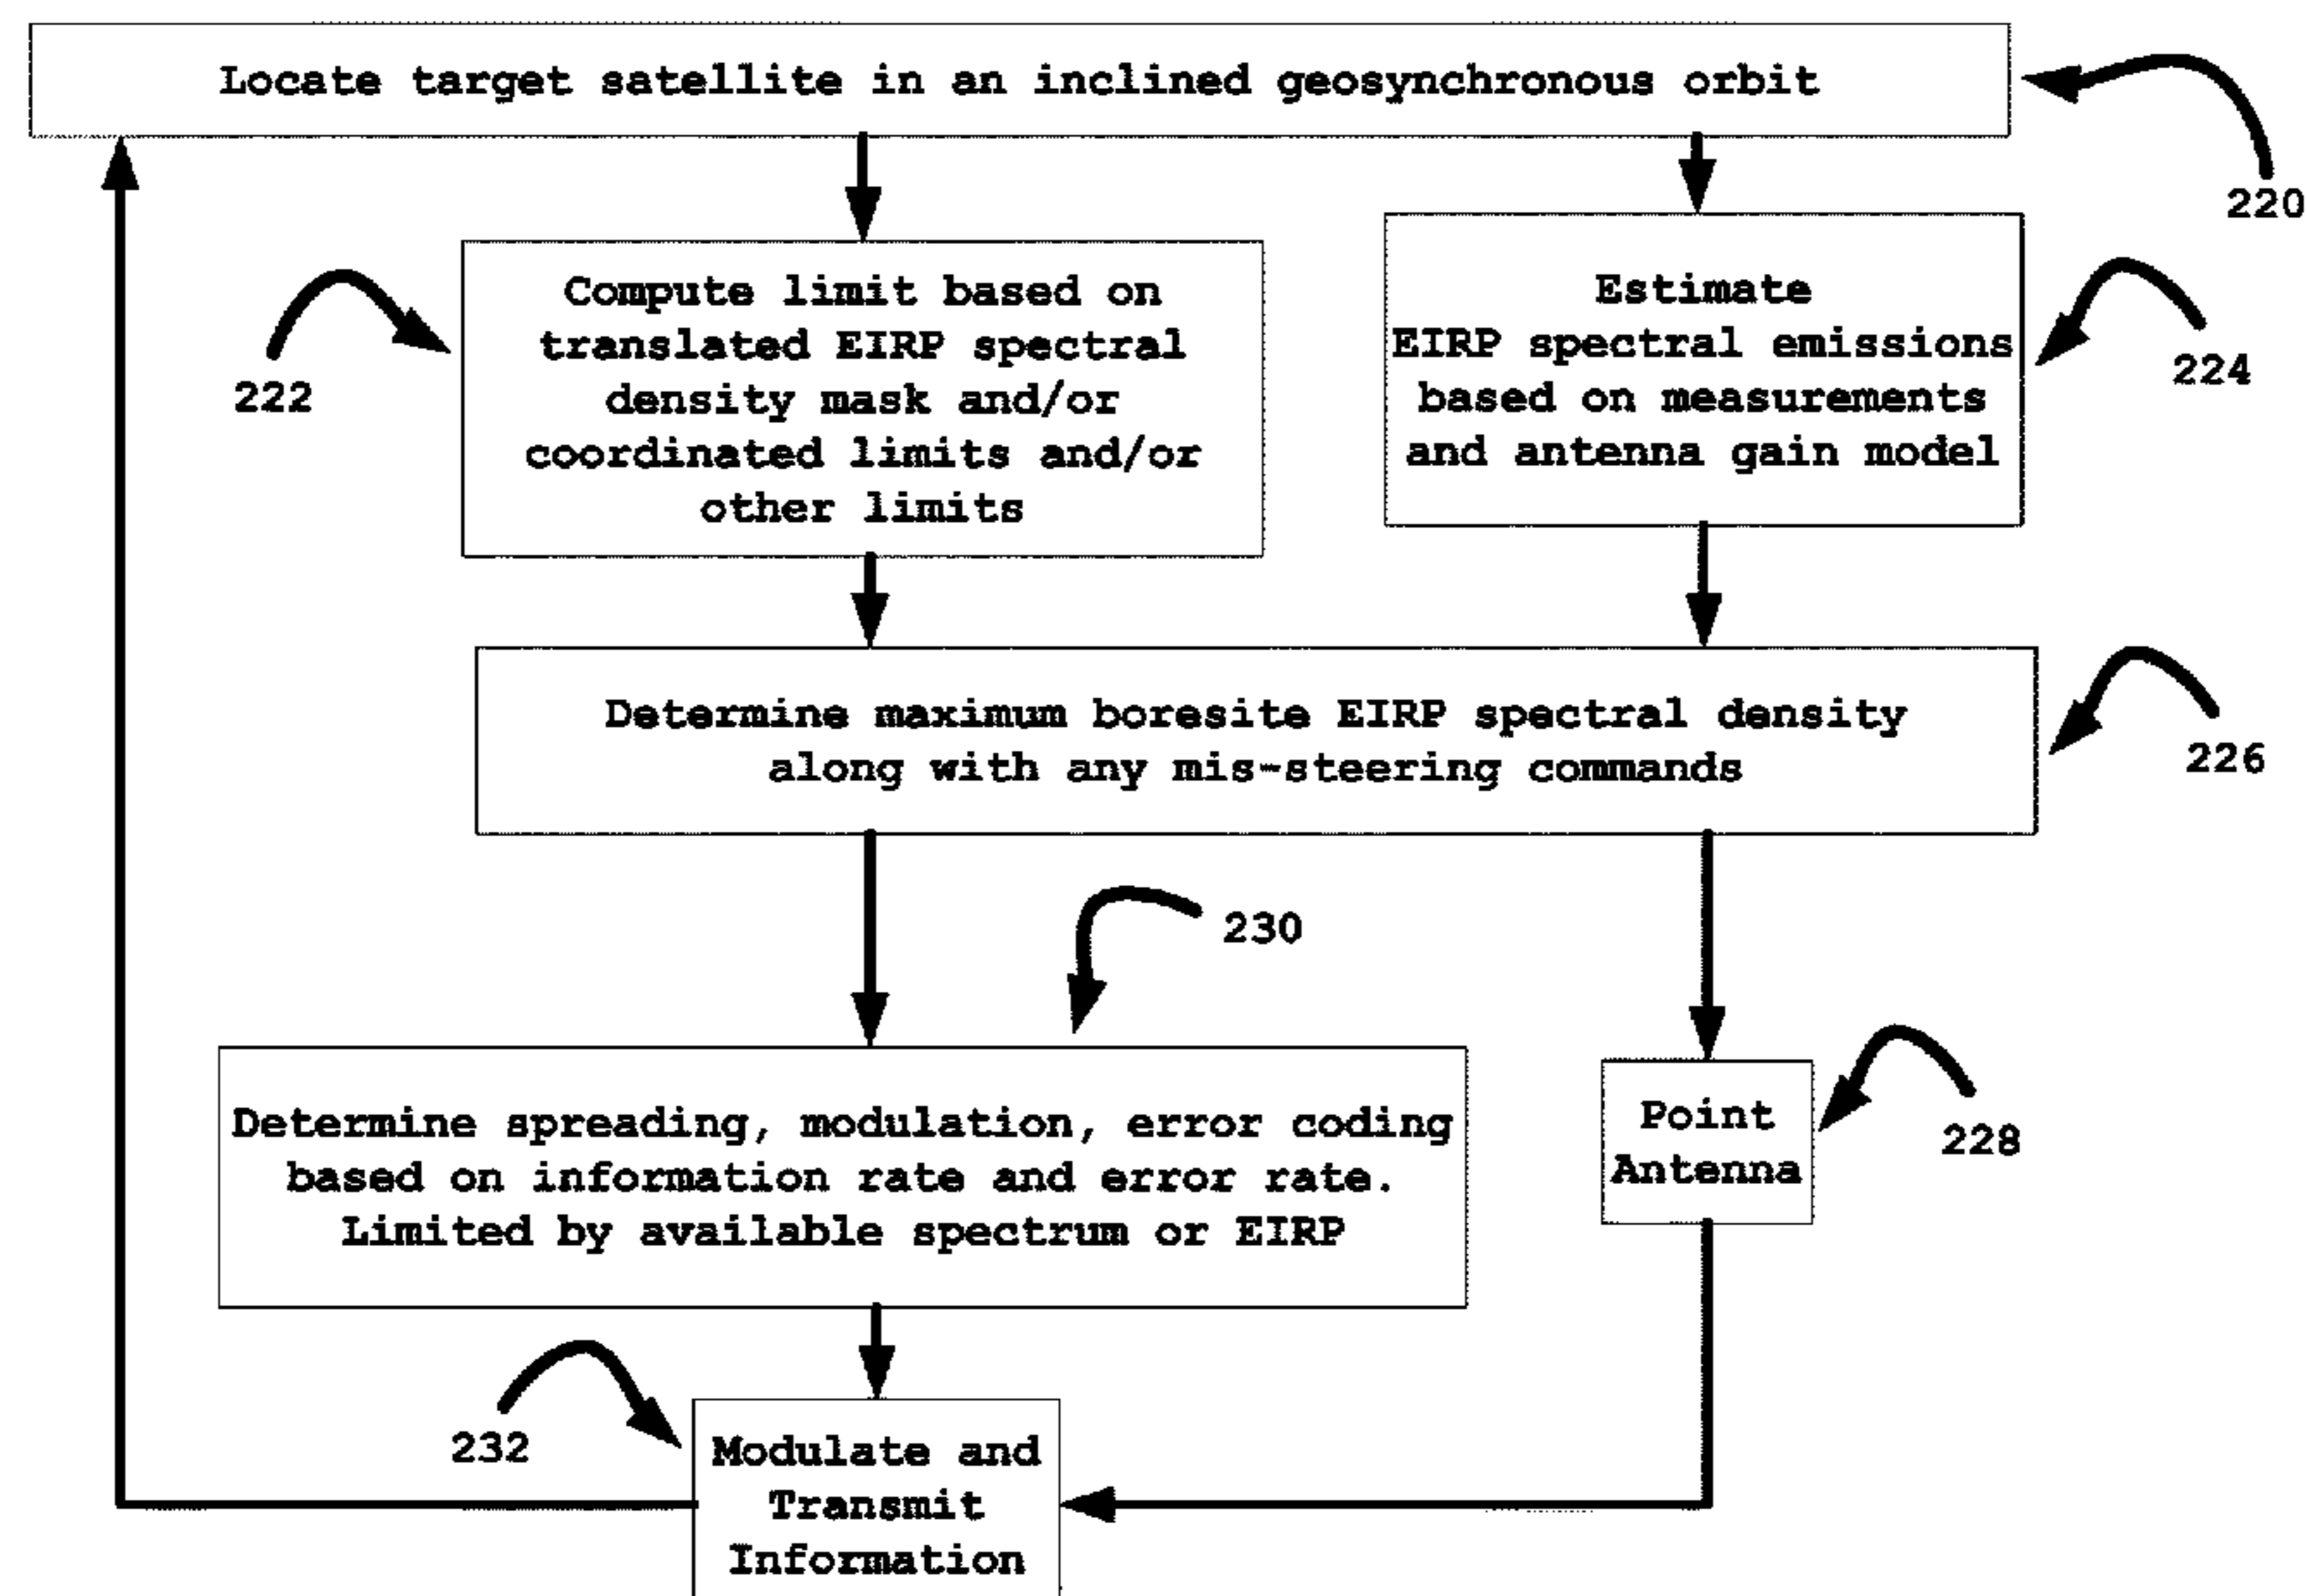 Locate target satellite in an inclined geosynchronous orbit
220
Compute limit based on
translated EIRP spectral
density mask and/or
coordinated limits and/or
other limits
222
Estimate
EIRP spectral emissions
based on measurements
and antenna gain model
224
Determine maximum boresite EIRP spectral density
along with any mis-steering commands
226
230
Determine spreading, modulation, error coding
based on information rate and error rate.
Limited by available spectrum or EIRP
Point
Antenna
228
232
Modulate and
Transmit
Information